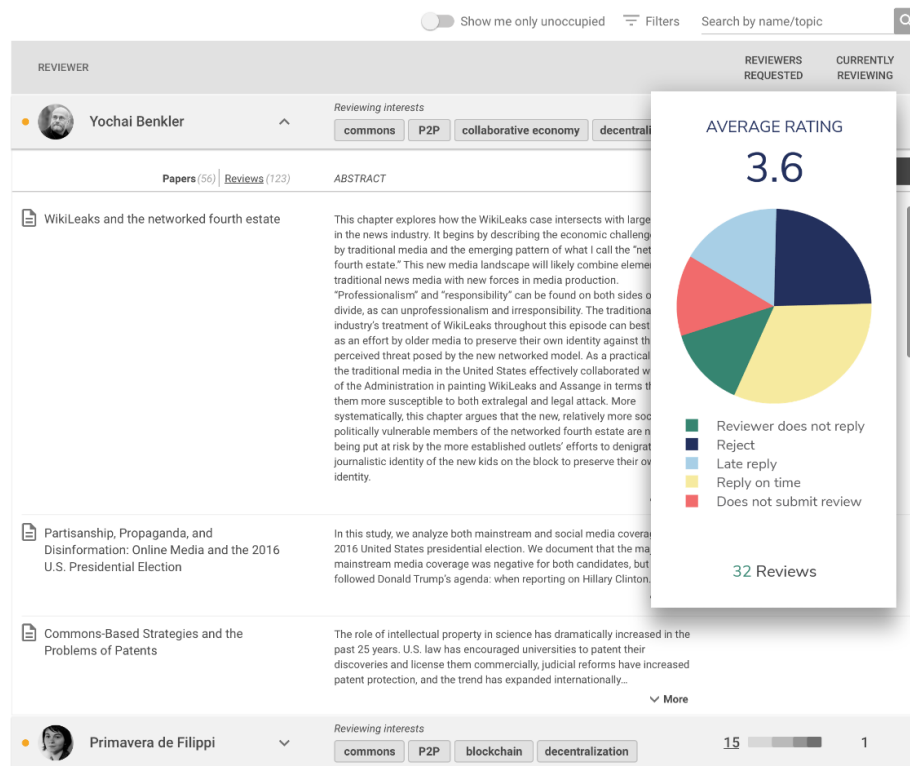 Show me only unoccupied
Filters
Search by name/topic
REVIEWER
REVIEWERS
REQUESTED
CURRENTLY
REVIEWING
Yochai Benkler
Reviewing interests
commons
P2P
collaborative economy
decentrali
Papers (56) Reviews (123)
ABSTRACT
WikiLeaks and the networked fourth estate
This chapter explores how the WikiLeaks case intersects with large
in the news industry. It begins by describing the economic challeng
by traditional media and the emerging pattern of what I call the “net
fourth estate.” This new media landscape will likely combine eleme
traditional news media with new forces in media production.
“Professionalism” and “responsibility” can be found on both sides o
divide, as can unprofessionalism and irresponsibility. The traditiona
industry’s treatment of WikiLeaks throughout this episode can best
as an effort by older media to preserve their own identity against th
perceived threat posed by the new networked model. As a practical
the traditional media in the United States effectively collaborated w
of the Administration in painting WikiLeaks and Assange in terms t
them more susceptible to both extralegal and legal attack. More
systematically, this chapter argues that the new, relatively more soc
politically vulnerable members of the networked fourth estate are n
being put at risk by the more established outlets’ efforts to denigrat
journalistic identity of the new kids on the block to preserve their ow
identity.
Partisanship, Propaganda, and
Disinformation: Online Media and the 2016
U.S. Presidential Election
In this study, we analyze both mainstream and social media covera
2016 United States presidential election. We document that the ma
mainstream media coverage was negative for both candidates, but
followed Donald Trump’s agenda: when reporting on Hillary Clinton.
Commons-Based Strategies and the
Problems of Patents
The role of intellectual property in science has dramatically increased in the
past 25 years. U.S. law has encouraged universities to patent their
discoveries and license them commercially, judicial reforms have increased
patent protection, and the trend has expanded internationally…
More
AVERAGE RATING
3.6
Reviewer does not reply
Reject
Late reply
Reply on time
Does not submit review
32 Reviews
Primavera de Filippi
Reviewing interests
commons
P2P
blockchain
decentralization
15
1